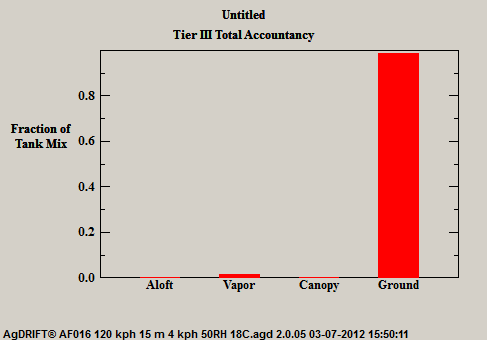 Untitled
Tier III Total Accountancy
0.8
Fraction of
Tank Mix
0.6
0.4
0.2
0.0
Aloft Vapor Canopy Ground
AgDRIFT® AF016 120 kph 15 m 4 kph 50RH 18C.agd 2.0.05 03-07-2012 15:50:11